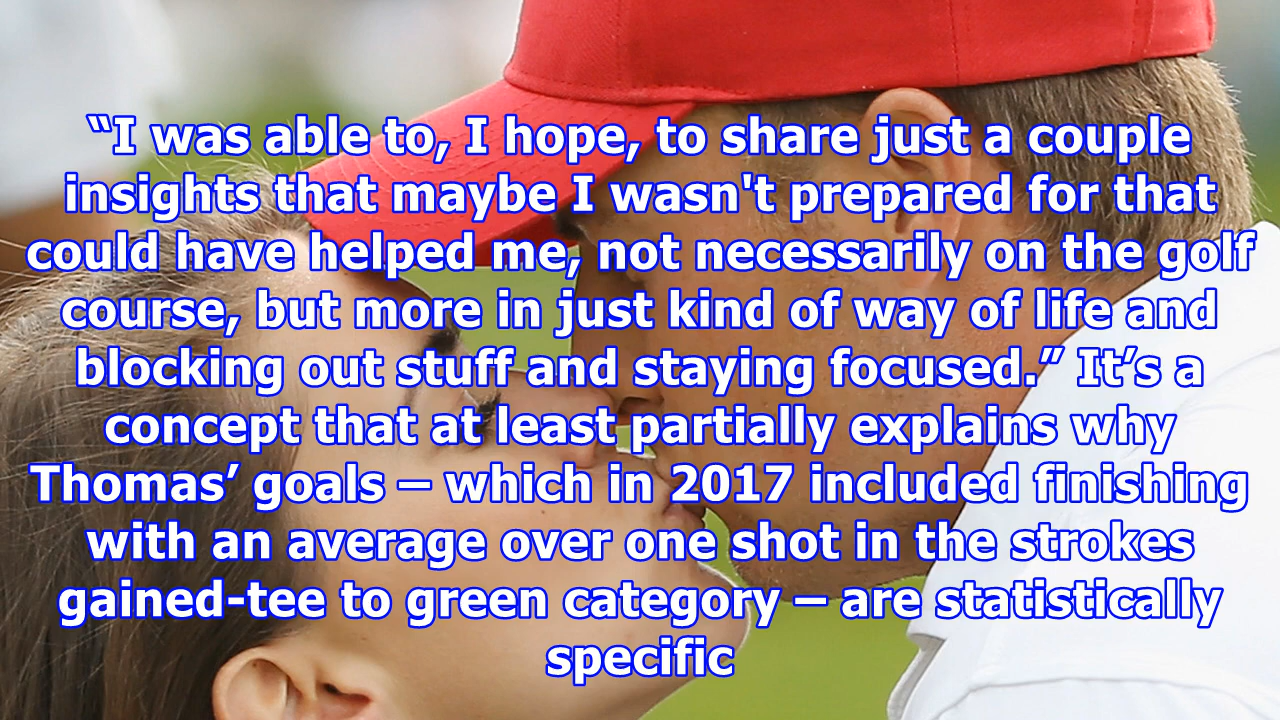 “I was able to, I hope, to share just a couple
insights that maybe I wasn't prepared for that
could have helped me, not necessarily on the golf
course, but more in just kind of way of life and
blocking out stuff and staying focused.” It’s a
concept that at least partially explains why
Thomas’ goals – which in 2017 included finishing
with an average over one shot in the strokes
gained-tee to green category – are statistically
specific